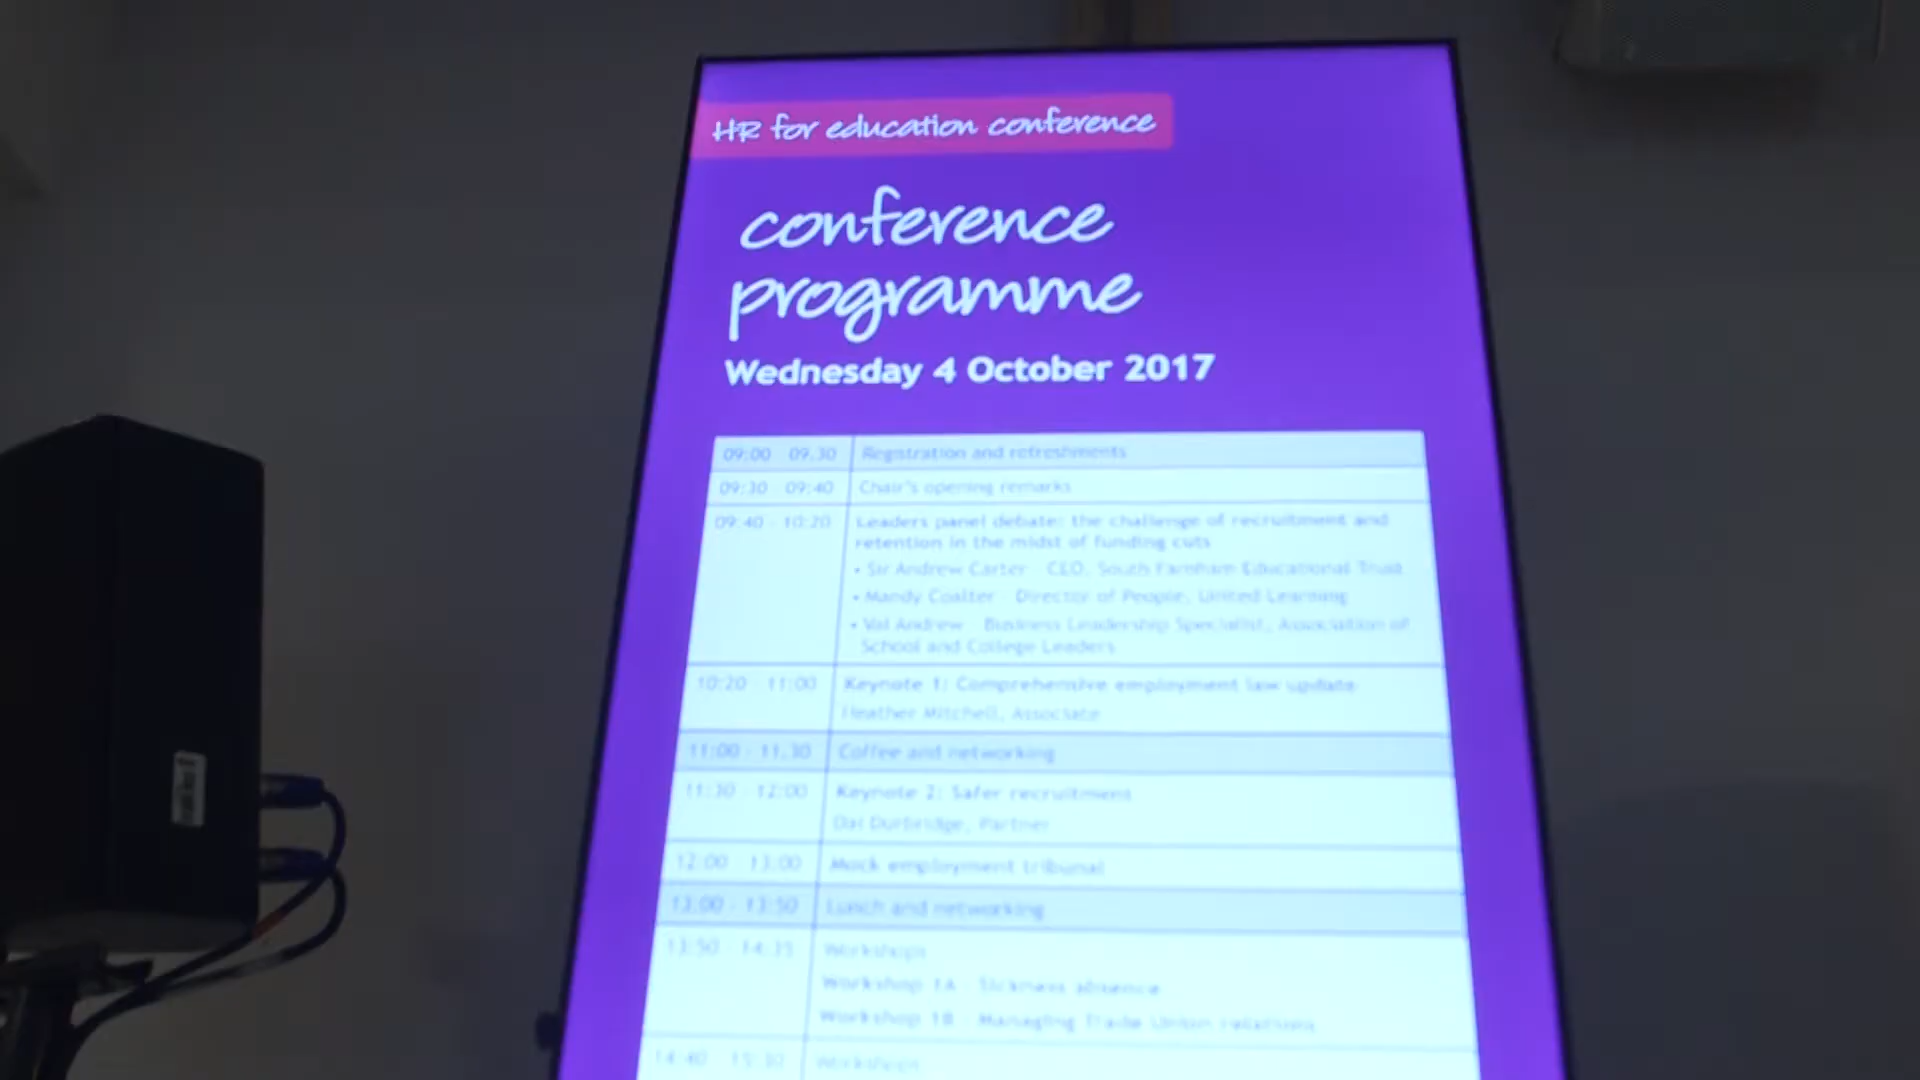 HR for education conference
conference
programme
Wednesday 4 October 2017
09:00 - 09.30 Registration and refreshments
09:30 - 09:40 Chair's opening remarks
09:40 - 10:20 Leaders panel debate: the challenge of recruitment and
retention in the midst of funding cuts
• Sir Andrew Carter - CEO, South Farnham Educational Trust
• Mandy Coalter - Director of People, United Learning
• Val Andrew - Business Leadership Specialist, Association of
School and College Leaders
10:20 - 11:00 Keynote 1: Comprehensive employment law update
Heather Mitchell, Associate
11:00 - 11.30 Coffee and networking
11:30 - 12:00 Keynote 2: Safer recruitment
Dai Durbridge, Partner
12:00 - 13:00 Mock employment tribunal
13:00 - 13:50 Lunch and networking
13:50 - 14:35 Workshops
Workshop 1A - Sickness absence
Workshop 1B - Managing Trade Union relations
14:40 - 15:30 Workshops